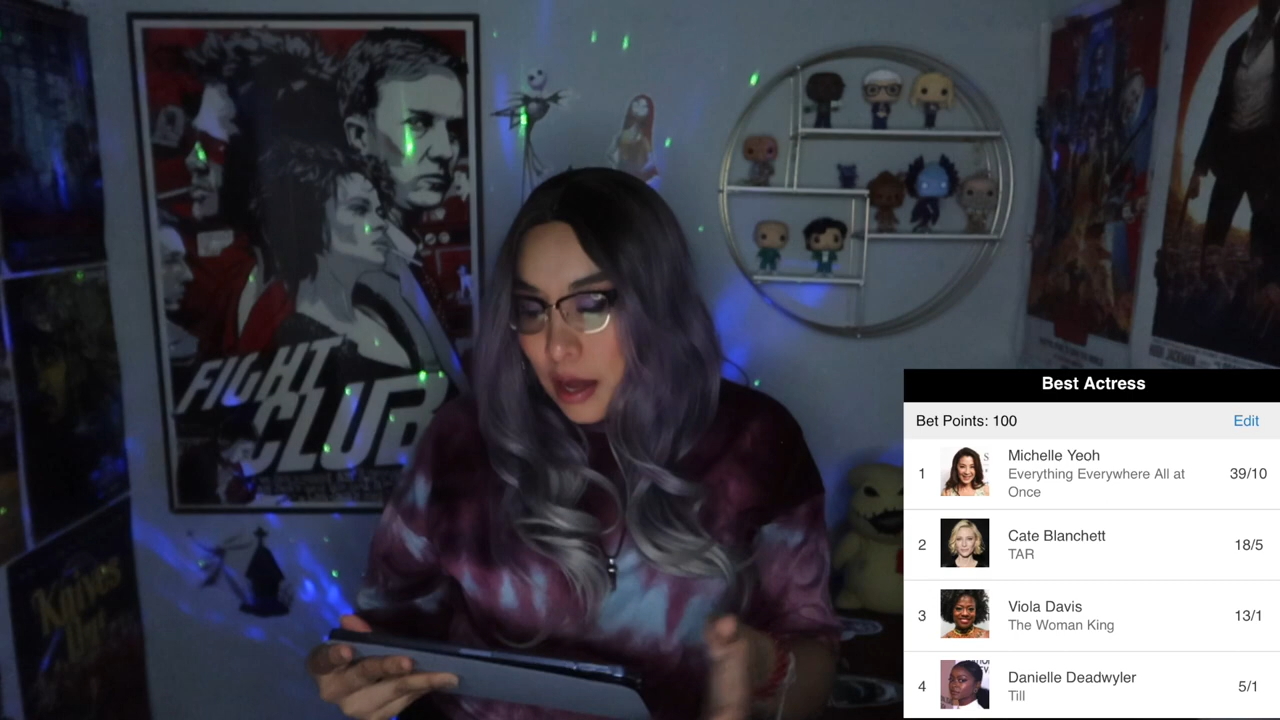 FIGHT
CLUB
Knives
Out
Best Actress
Bet Points: 100
Edit
1
Michelle Yeoh
Everything Everywhere All at
Once
39/10
2
Cate Blanchett
TAR
18/5
3
Viola Davis
The Woman King
13/1
4
Danielle Deadwyler
Till
5/1